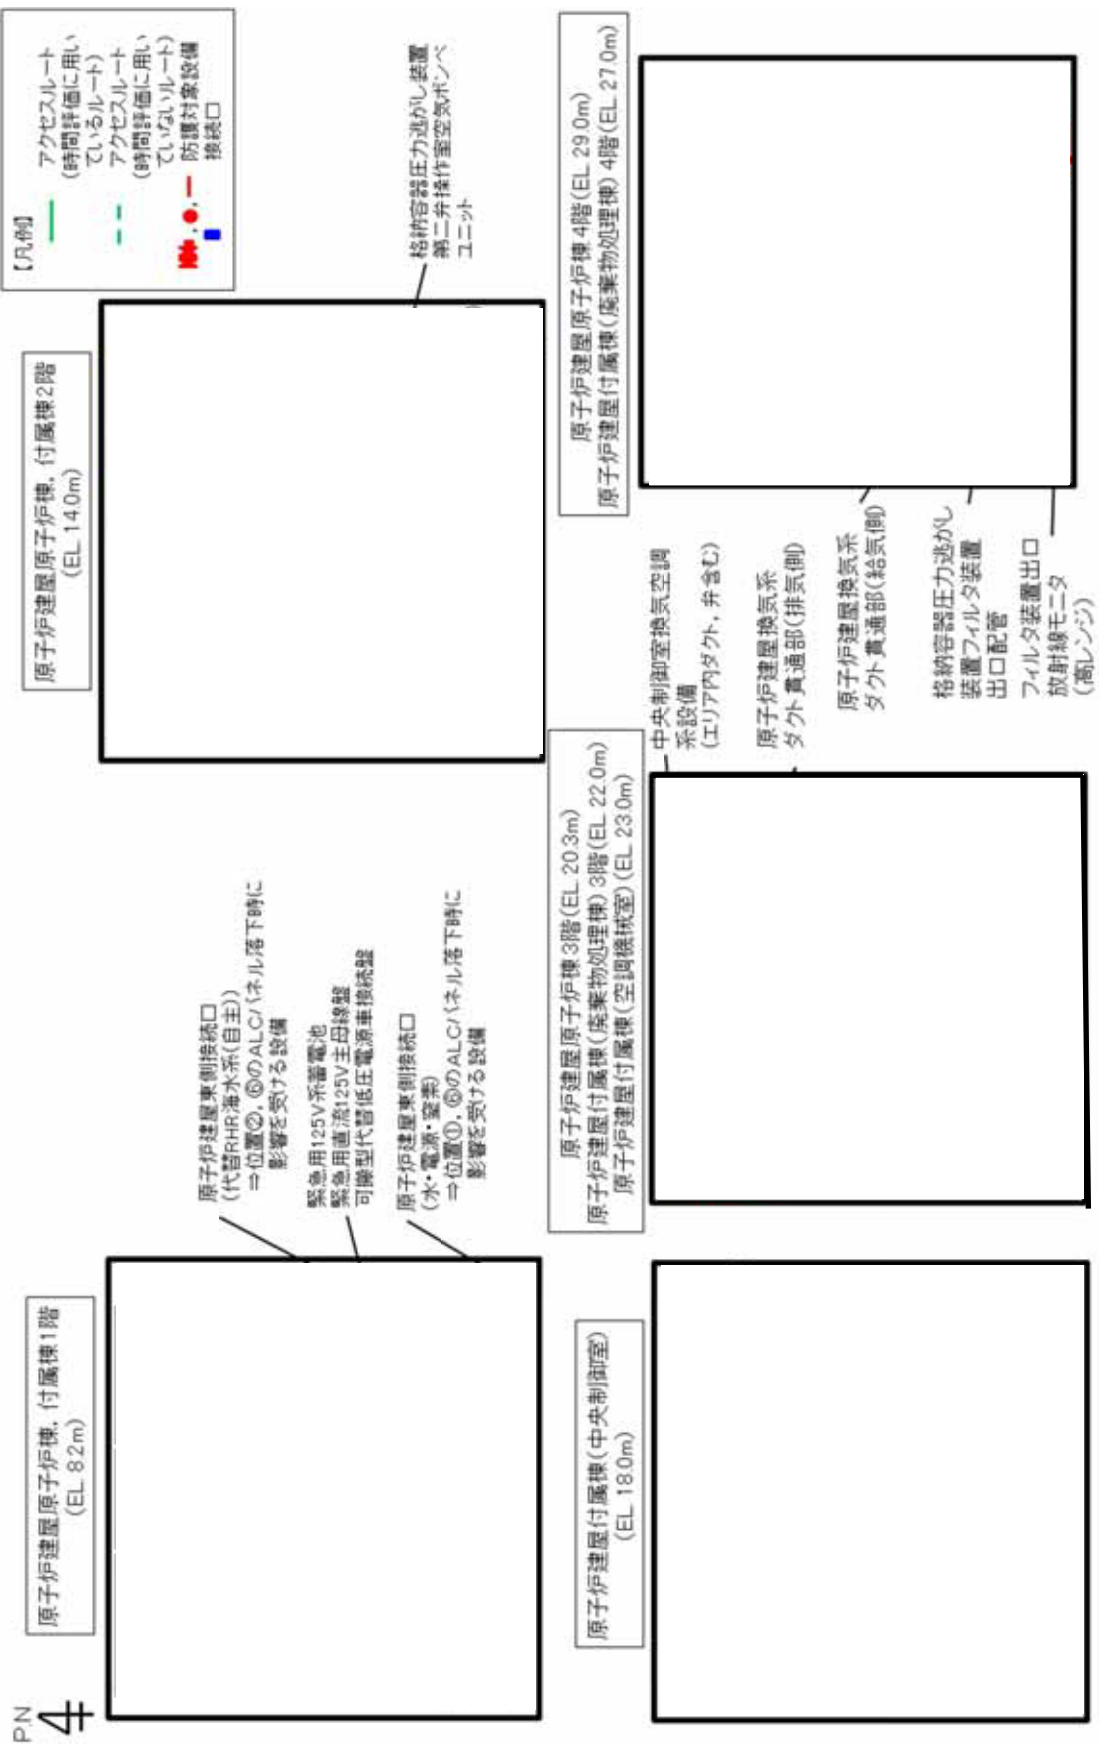 P.N
原子炉建屋原子炉棟, 付属棟1階
(EL. 8.2m)
原子炉建屋東側接続口
(代替RHR海水系(自主))
⇒位置②, ⑥のALCパネル落下時に
影響を受ける設備
緊急用125V系蓄電池
緊急用直流125V主母線盤
可搬型代替低圧電源車接続盤
原子炉建屋東側接続口
(水・電源・窒素)
⇒位置①, ⑥のALCパネル落下時に
影響を受ける設備
原子炉建屋原子炉棟, 付属棟2階
(EL. 14.0m)
格納容器圧力逃がし装置
第二弁操作室空気ボンベ
ユニット
【凡例】
アクセスルート
(時間評価に用い
ているルート)
アクセスルート
(時間評価に用い
ていないルート)
防護対象設備
接続口
原子炉建屋付属棟(中央制御室)
(EL. 18.0m)
原子炉建屋原子炉棟3階(EL. 20.3m)
原子炉建屋付属棟(廃棄物処理棟)3階(EL. 22.0m)
原子炉建屋付属棟(空調機械室)(EL. 23.0m)
中央制御室換気空調
系設備
(エリア内ダクト, 弁含む)
原子炉建屋換気系
ダクト貫通部(排気側)
原子炉建屋原子炉棟4階(EL. 29.0m)
原子炉建屋付属棟(廃棄物処理棟)4階(EL. 27.0m)
原子炉建屋換気系
ダクト貫通部(給気側)
格納容器圧力逃がし
装置フィルタ装置
出口配管
フィルタ装置出口
放射線モニタ
(高レンジ)